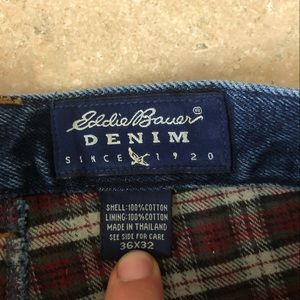 Eddie Bauer®
DENIM
SINCE 1920
SHELL: 100% COTTON
LINING: 100% COTTON
MADE IN THAILAND
SEE SIDE FOR CARE
36X32